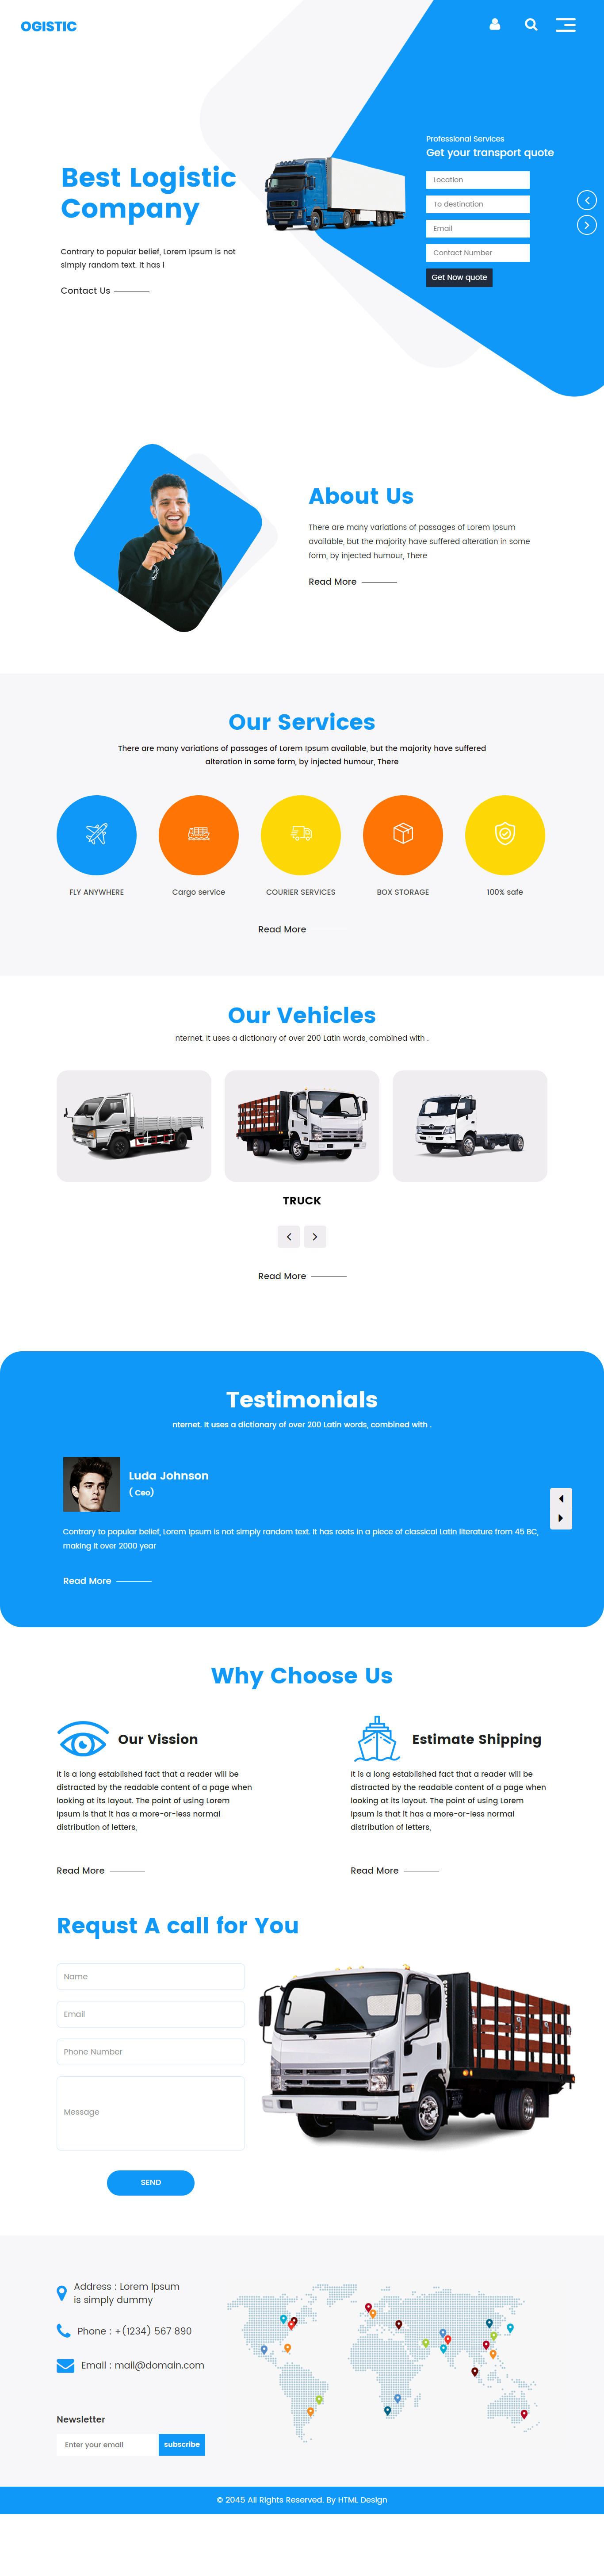 OGISTIC
Best Logistic
Company
Contrary to popular belief, Lorem Ipsum is not
simply random text. It has i
Contact Us
Professional Services
Get your transport quote
Location
To destination
Email
Contact Number
Get Now quote
About Us
There are many variations of passages of Lorem Ipsum
available, but the majority have suffered alteration in some
form, by injected humour, There
Read More
Our Services
There are many variations of passages of Lorem Ipsum available, but the majority have suffered
alteration in some form, by injected humour, There
FLY ANYWHERE
Cargo service
COURIER SERVICES
BOX STORAGE
100% safe
Read More
Our Vehicles
nternet. It uses a dictionary of over 200 Latin words, combined with .
TRUCK
Read More
Testimonials
nternet. It uses a dictionary of over 200 Latin words, combined with .
Luda Johnson
( Ceo)
Contrary to popular belief, Lorem Ipsum is not simply random text. It has roots in a piece of classical Latin literature from 45 BC,
making it over 2000 year
Read More
Why Choose Us
Our Vission
It is a long established fact that a reader will be
distracted by the readable content of a page when
looking at its layout. The point of using Lorem
Ipsum is that it has a more-or-less normal
distribution of letters,
Read More
Estimate Shipping
It is a long established fact that a reader will be
distracted by the readable content of a page when
looking at its layout. The point of using Lorem
Ipsum is that it has a more-or-less normal
distribution of letters,
Read More
Requst A call for You
Name
Email
Phone Number
Message
SEND
Address : Lorem Ipsum
is simply dummy
Phone : +(1234) 567 890
Email : mail@domain.com
Newsletter
Enter your email
subscribe
© 2045 All Rights Reserved. By HTML Design